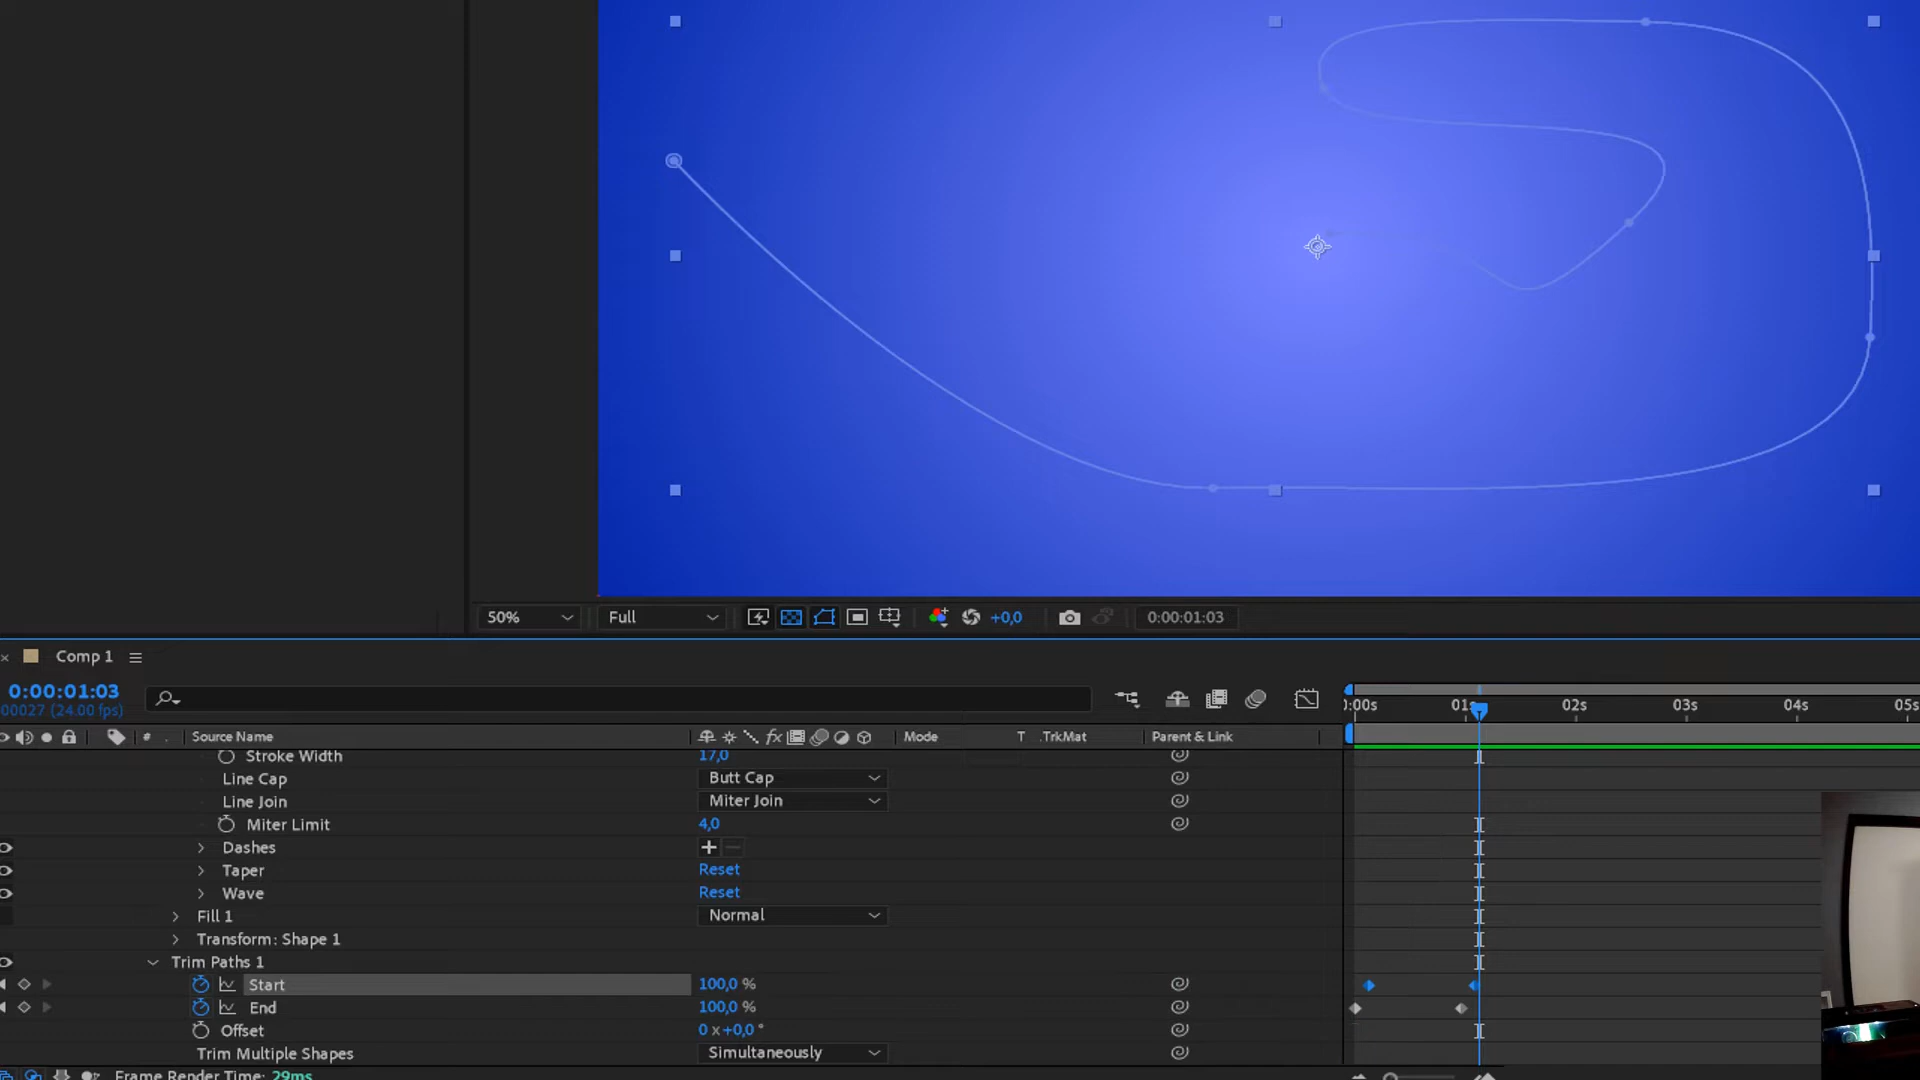 50% Full +0,0 0:00:01:03
Comp 1
0:00:01:03
00027 (24.00 fps)
:00s 01s 02s 03s 04s 05s
# . Source Name fx Mode T .TrkMat Parent & Link
Stroke Width 17,0
Line Cap Butt Cap
Line Join Miter Join
Miter Limit 4,0
Dashes + −
Taper Reset
Wave Reset
Fill 1 Normal
Transform: Shape 1
Trim Paths 1
Start 100,0 %
End 100,0 %
Offset 0 x +0,0 °
Trim Multiple Shapes Simultaneously
Frame Render Time: 29ms